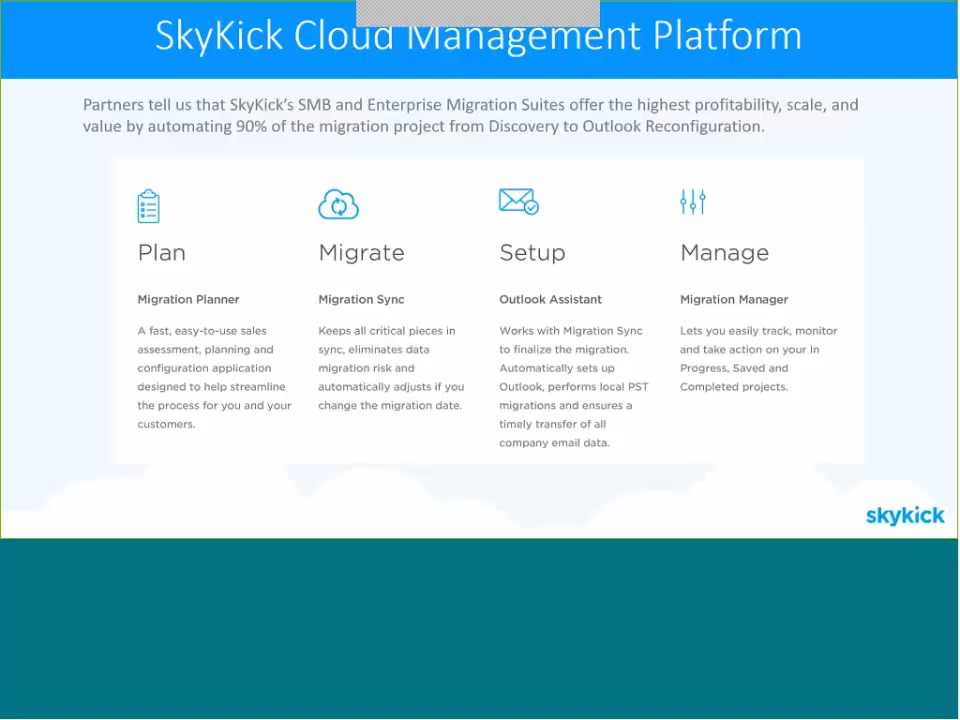 SkyKick Cloud Management Platform
Partners tell us that SkyKick's SMB and Enterprise Migration Suites offer the highest profitability, scale, and
value by automating 90% of the migration project from Discovery to Outlook Reconfiguration.
Plan
Migration Planner
A fast, easy-to-use sales
assessment, planning and
configuration application
designed to help streamline
the process for you and your
customers.
Migrate
Migration Sync
Keeps all critical pieces in
sync, eliminates data
migration risk and
automatically adjusts if you
change the migration date.
Setup
Outlook Assistant
Works with Migration Sync
to finalize the migration.
Automatically sets up
Outlook, performs local PST
migrations and ensures a
timely transfer of all
company email data.
Manage
Migration Manager
Lets you easily track, monitor
and take action on your In
Progress, Saved and
Completed projects.
skykick